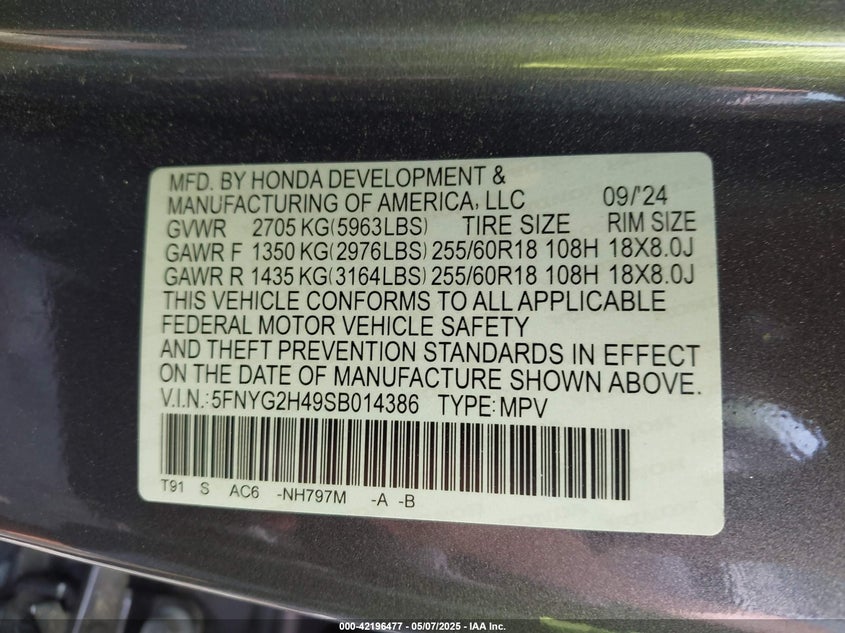 MFD. BY HONDA DEVELOPMENT &
MANUFACTURING OF AMERICA, LLC 09/'24
GVWR 2705 KG(5963LBS) TIRE SIZE RIM SIZE
GAWR F 1350 KG(2976LBS) 255/60R18 108H 18X8.0J
GAWR R 1435 KG(3164LBS) 255/60R18 108H 18X8.0J
THIS VEHICLE CONFORMS TO ALL APPLICABLE
FEDERAL MOTOR VEHICLE SAFETY
AND THEFT PREVENTION STANDARDS IN EFFECT
ON THE DATE OF MANUFACTURE SHOWN ABOVE.
V.I.N.: 5FNYG2H49SB014386 TYPE: MPV
T91 S AC6 -NH797M -A -B
000-42196477 - 05/07/2025 - IAA Inc.